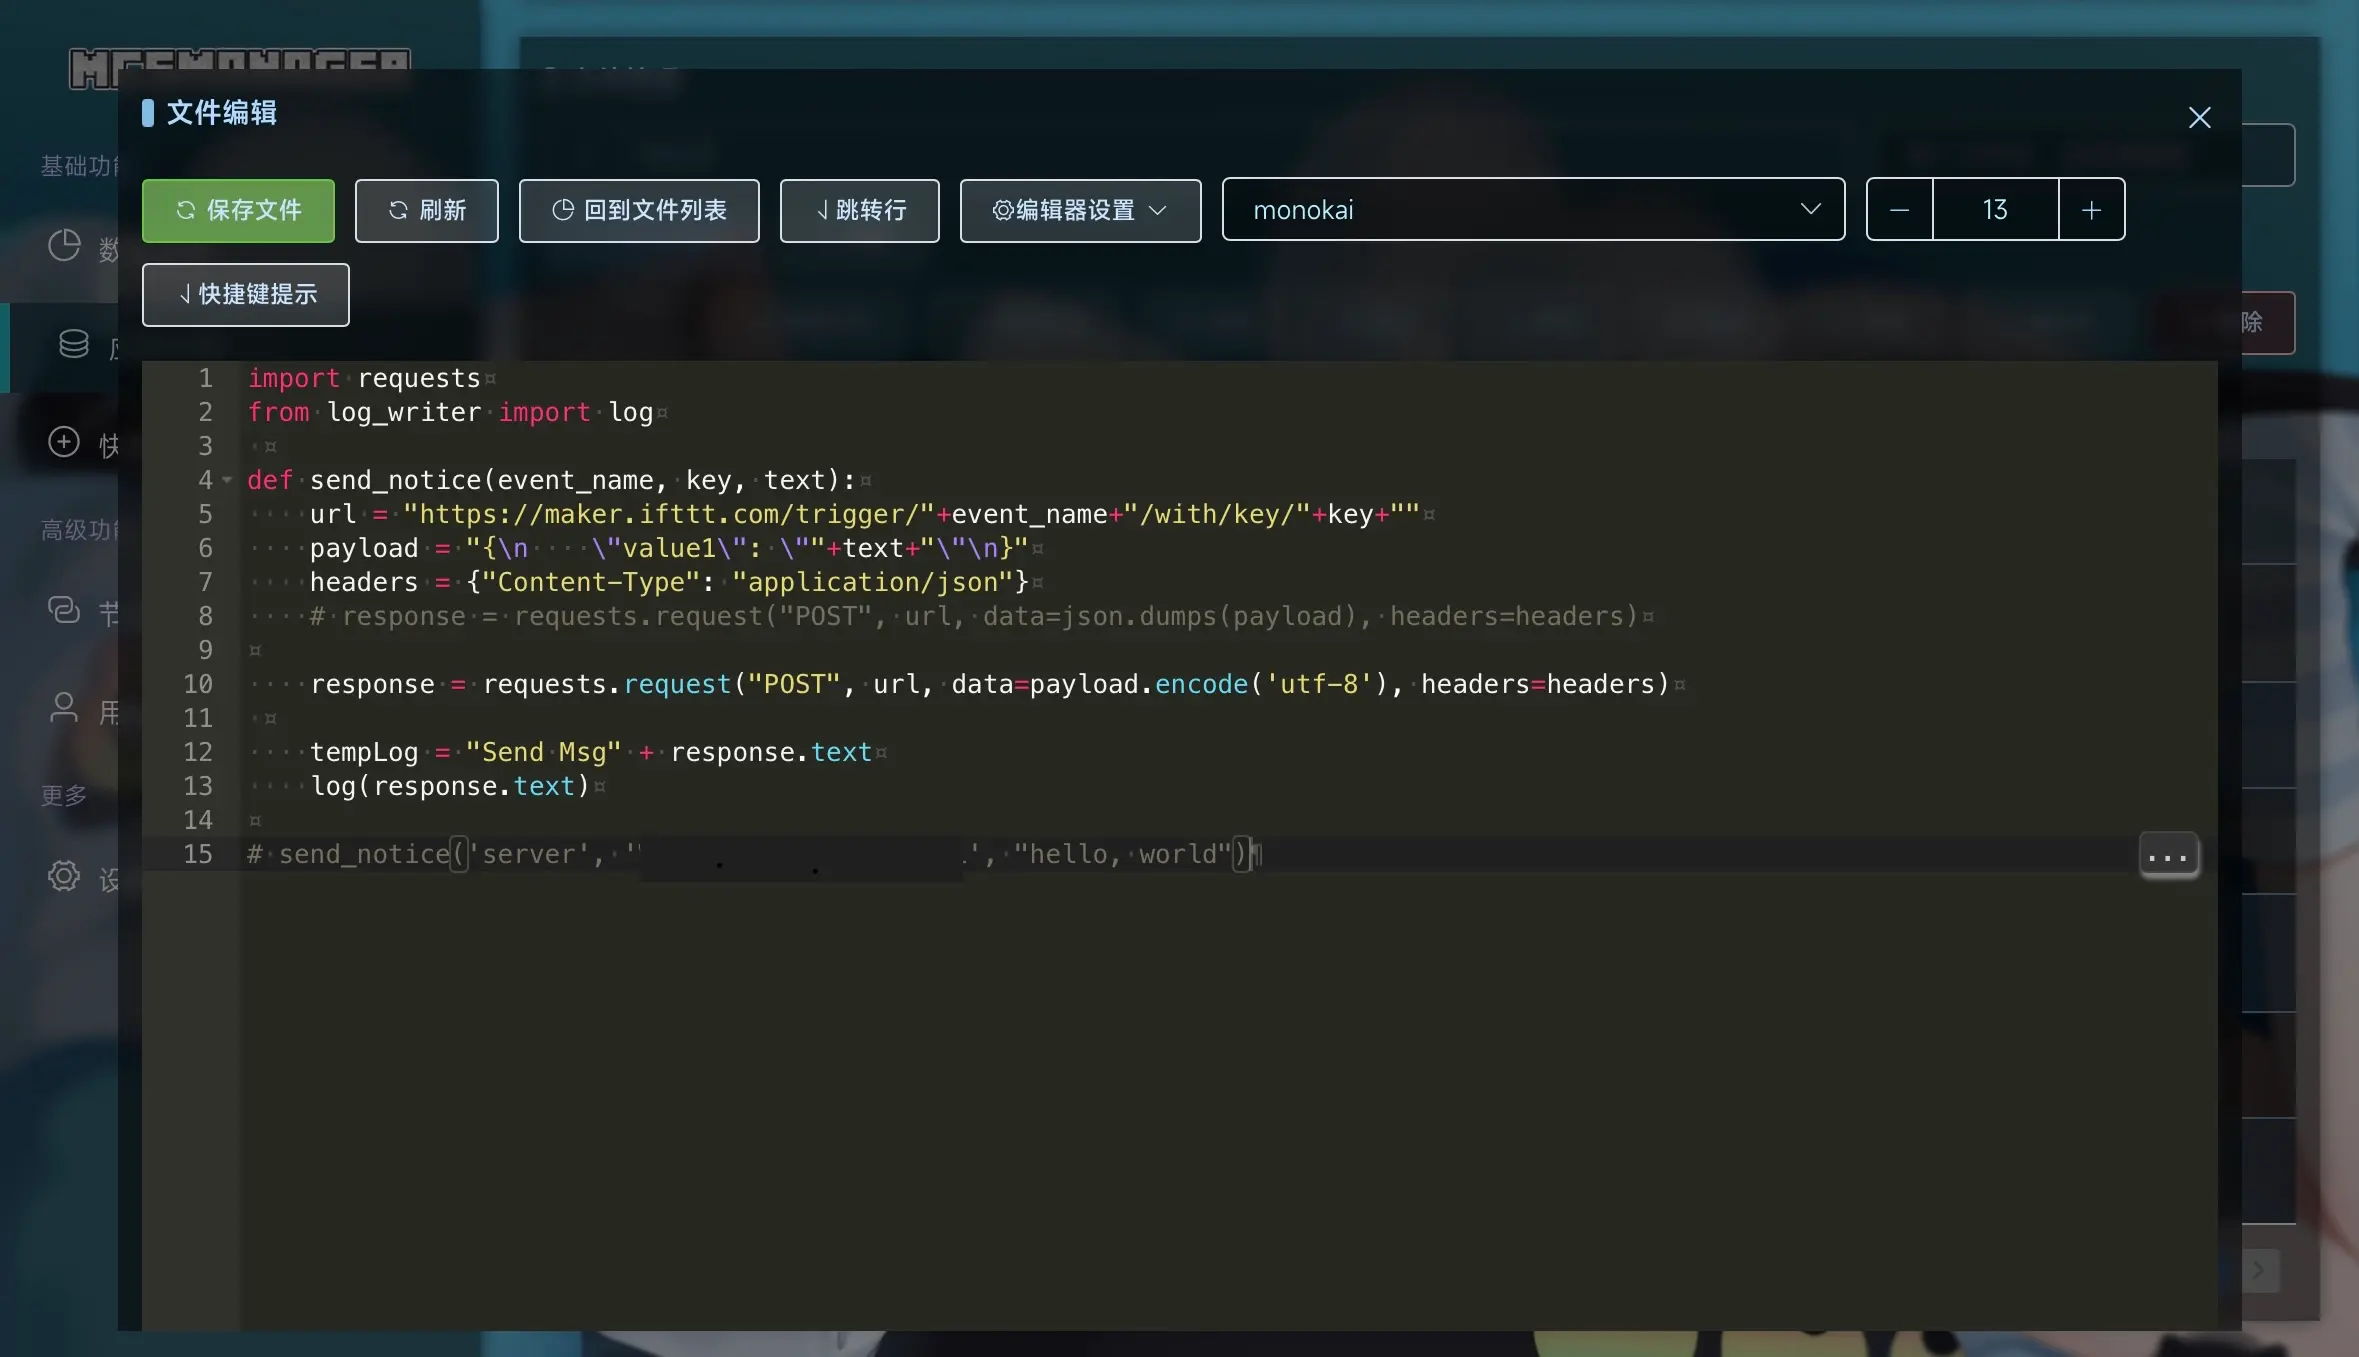 MCSMANAGER
文件编辑
保存文件 刷新 回到文件列表 跳转行 编辑器设置 monokai 13
快捷键提示
基础功
数
快
高级功
节
用
更多
设
除
1 import requests
2 from log_writer import log
3
4 def send_notice(event_name, key, text):
5     url = "https://maker.ifttt.com/trigger/"+event_name+"/with/key/"+key+""
6     payload = "{\n    \"value1\": \""+text+"\"\n}"
7     headers = {"Content-Type": "application/json"}
8     # response = requests.request("POST", url, data=json.dumps(payload), headers=headers)
9
10     response = requests.request("POST", url, data=payload.encode('utf-8'), headers=headers)
11
12     tempLog = "Send Msg" + response.text
13     log(response.text)
14
15 # send_notice('server', '', "hello, world")
...